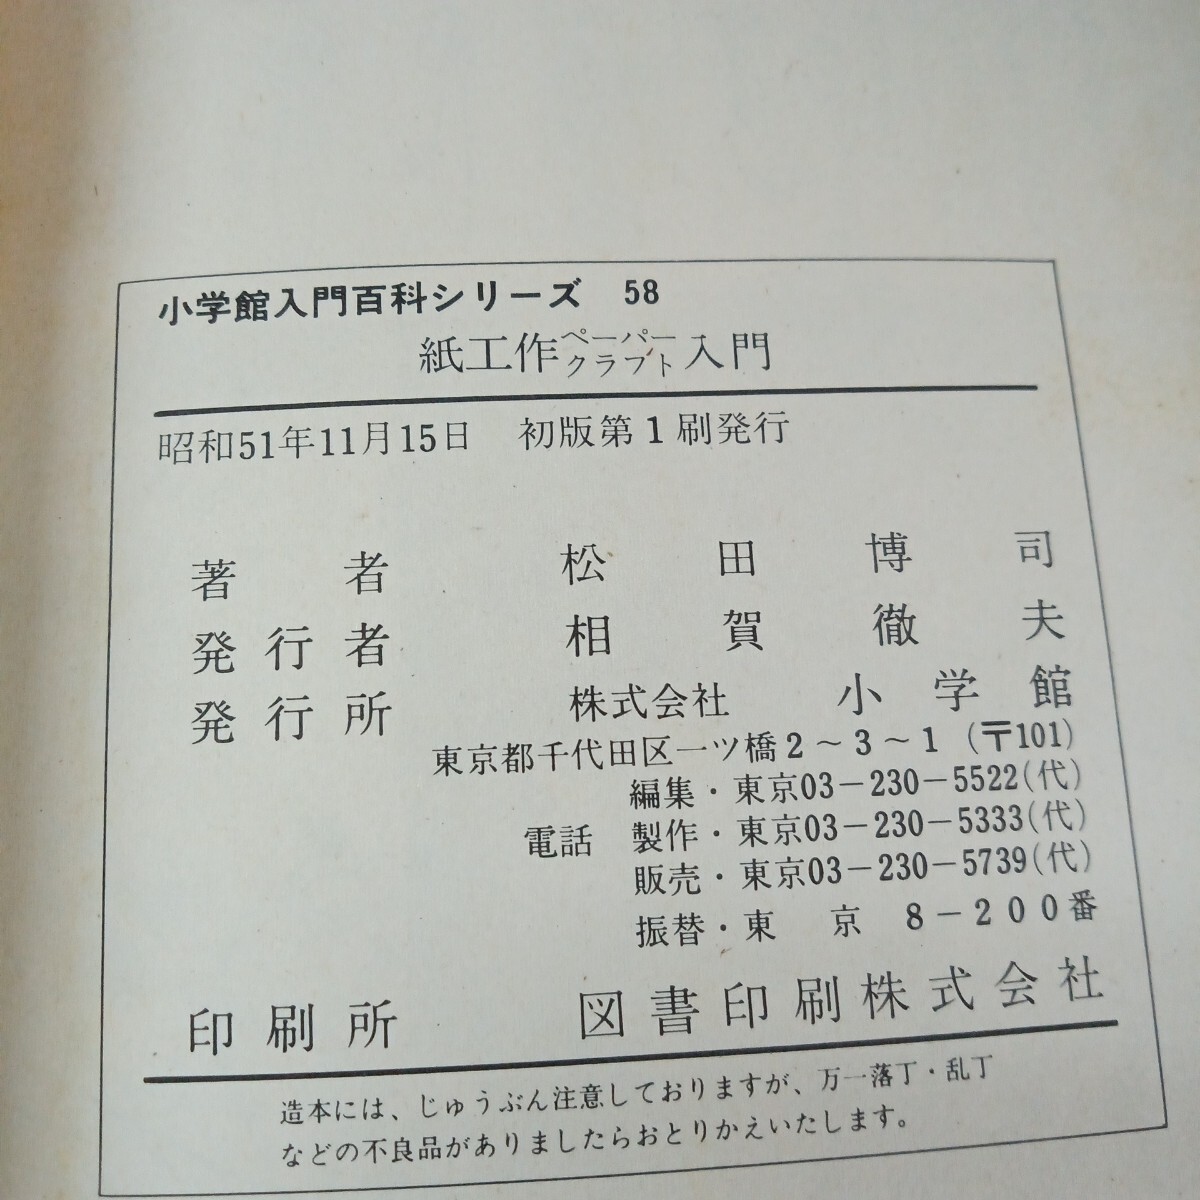 小学館入門百科シリーズ 58
紙工作ペーパークラフト入門
昭和51年11月15日 初版第1刷発行
著者 松田博司
発行者 相賀徹夫
発行所 株式会社 小学館
東京都千代田区一ツ橋2～3～1 (〒101)
編集・東京03－230－5522(代)
電話 製作・東京03－230－5333(代)
販売・東京03－230－5739(代)
振替・東京 8－200番
印刷所 図書印刷株式会社
造本には、じゅうぶん注意しておりますが、万一落丁・乱丁
などの不良品がありましたらおとりかえいたします。